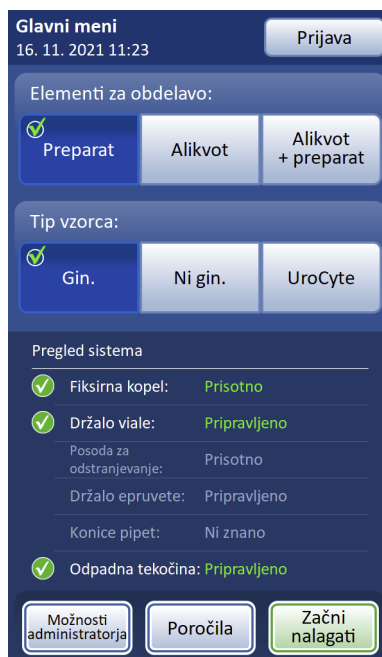 Glavni meni
16. 11. 2021 11:23
Prijava
Elementi za obdelavo:
Preparat
Alikvot
Alikvot
+ preparat
Tip vzorca:
Gin.
Ni gin.
UroCyte
Pregled sistema
Fiksirna kopel: Prisotno
Držalo viale: Pripravljeno
Posoda za
odstranjevanje: Prisotno
Držalo epruvete: Pripravljeno
Konice pipet: Ni znano
Odpadna tekočina: Pripravljeno
Možnosti
administratorja
Poročila
Začni
nalagati